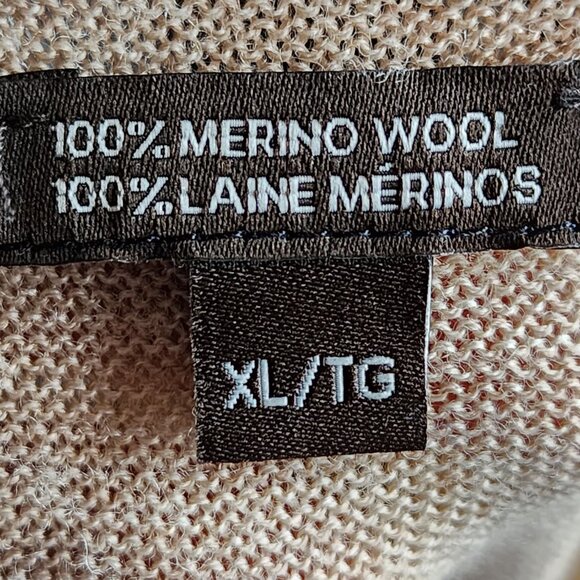 100% MERINO WOOL
100% LAINE MÉRINOS
XL/TG